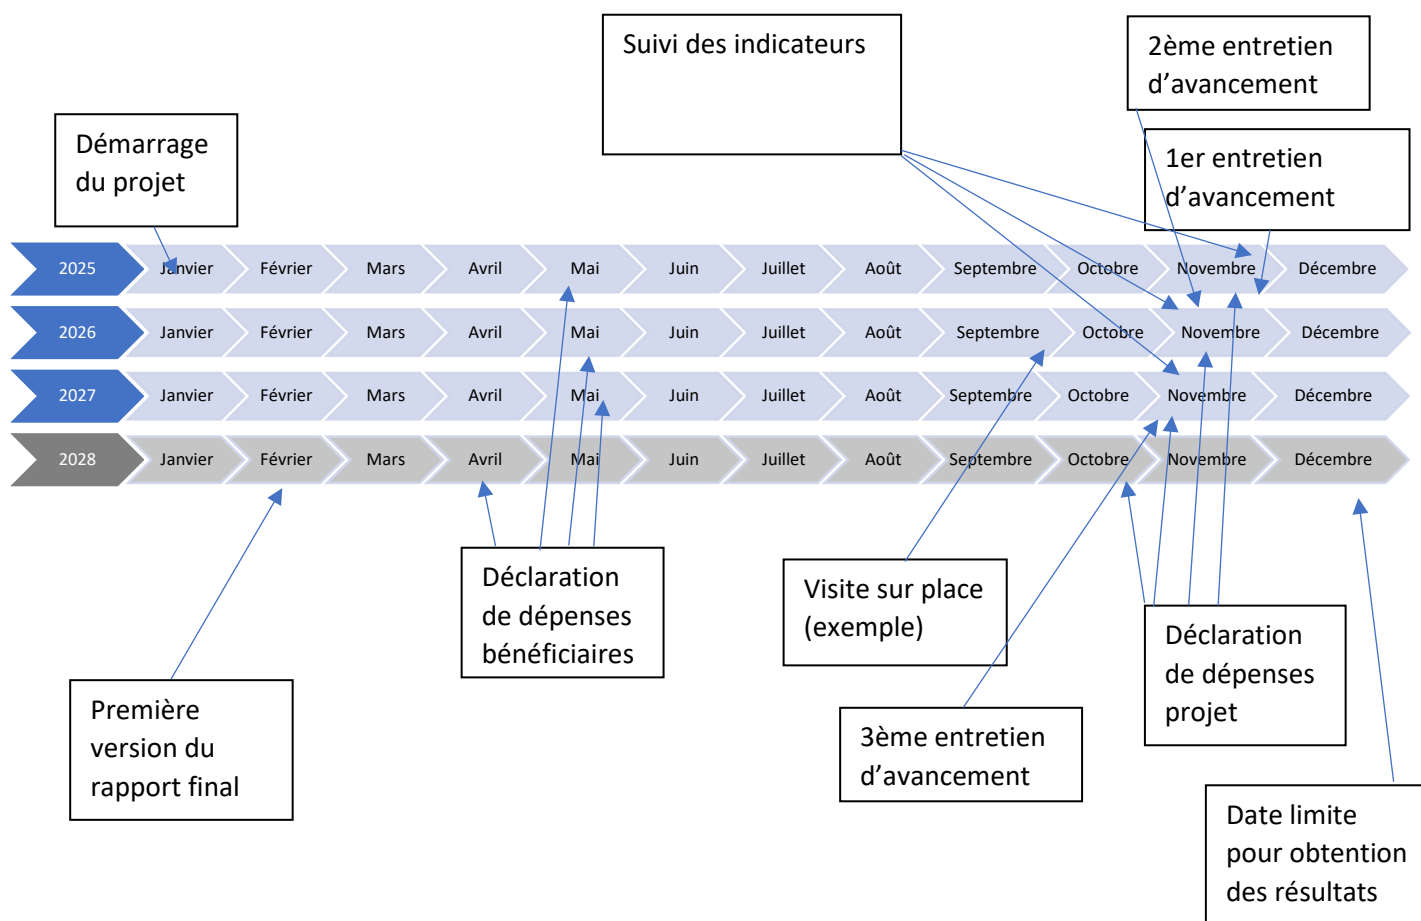 Suivi des indicateurs
2ème entretien
d’avancement
Démarrage
du projet
1er entretien
d’avancement
2025 Janvier Février Mars Avril Mai Juin Juillet Août Septembre Octobre Novembre Décembre
2026 Janvier Février Mars Avril Mai Juin Juillet Août Septembre Octobre Novembre Décembre
2027 Janvier Février Mars Avril Mai Juin Juillet Août Septembre Octobre Novembre Décembre
2028 Janvier Février Mars Avril Mai Juin Juillet Août Septembre Octobre Novembre Décembre
Déclaration
de dépenses
bénéficiaires
Visite sur place
(exemple)
Déclaration
de dépenses
projet
Première
version du
rapport final
3ème entretien
d’avancement
Date limite
pour obtention
des résultats